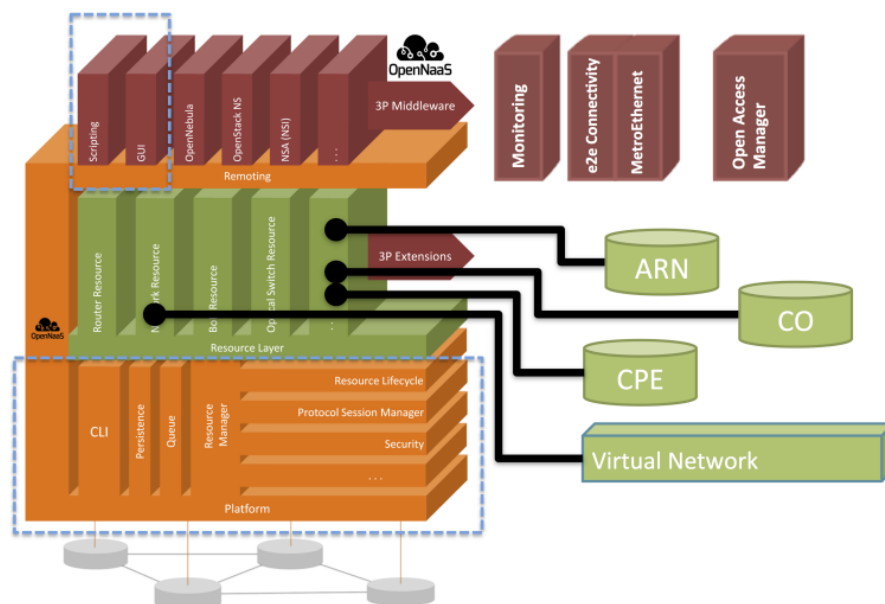 OpenNaaS
Scripting
GUI
OpenNebula
OpenStack NS
NSA (NSI)
. . .
3P Middleware
Remoting
Monitoring
e2e Connectivity
MetroEthernet
Open Access
Manager
Router Resource
Resource
BoD Resource
Optical Switch Resource
. . .
3P Extensions
Resource Layer
OpenNaaS
ARN
CO
CPE
Virtual Network
CLI
Persistence
Queue
Resource
Manager
Resource Lifecycle
Protocol Session Manager
Security
. . .
Platform